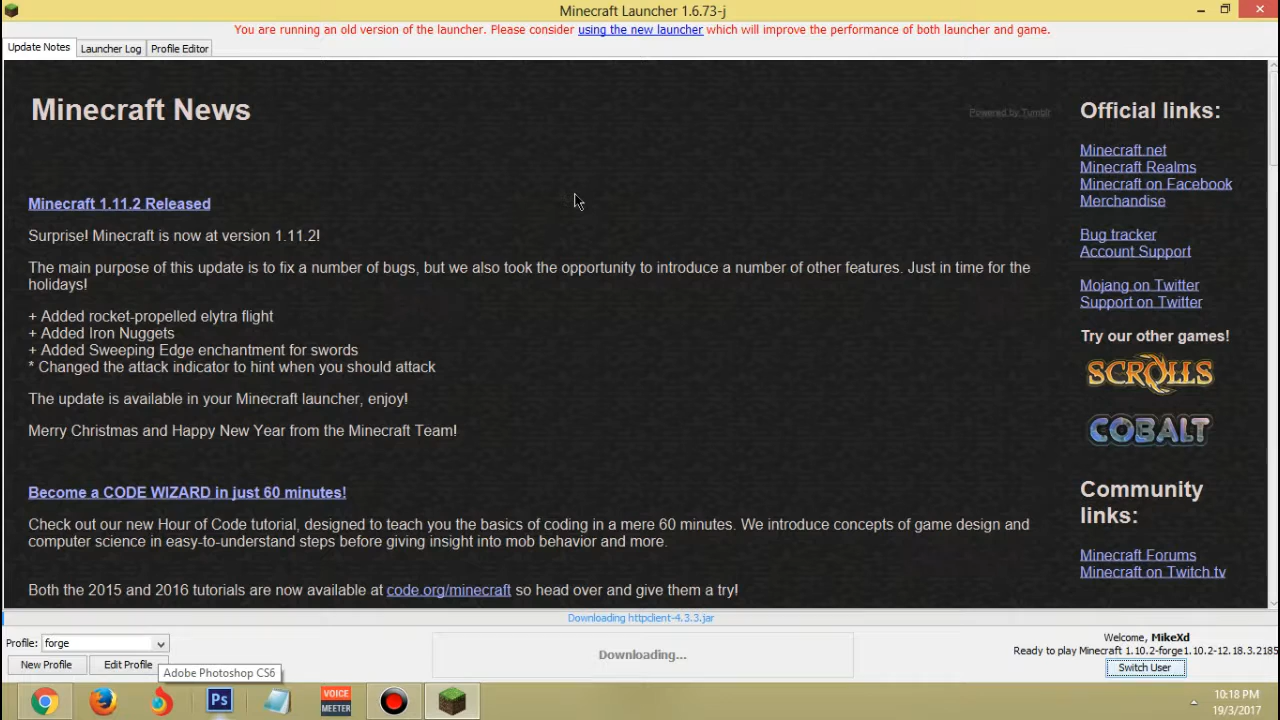 Minecraft Launcher 1.6.73-j
You are running an old version of the launcher. Please consider using the new launcher which will improve the performance of both launcher and game.
Update Notes
Launcher Log
Profile Editor
Minecraft News
Powered by Tumblr
Minecraft 1.11.2 Released
Surprise! Minecraft is now at version 1.11.2!
The main purpose of this update is to fix a number of bugs, but we also took the opportunity to introduce a number of other features. Just in time for the
holidays!
+ Added rocket-propelled elytra flight
+ Added Iron Nuggets
+ Added Sweeping Edge enchantment for swords
* Changed the attack indicator to hint when you should attack
The update is available in your Minecraft launcher, enjoy!
Merry Christmas and Happy New Year from the Minecraft Team!
Become a CODE WIZARD in just 60 minutes!
Check out our new Hour of Code tutorial, designed to teach you the basics of coding in a mere 60 minutes. We introduce concepts of game design and
computer science in easy-to-understand steps before giving insight into mob behavior and more.
Both the 2015 and 2016 tutorials are now available at code.org/minecraft so head over and give them a try!
Official links:
Minecraft.net
Minecraft Realms
Minecraft on Facebook
Merchandise
Bug tracker
Account Support
Mojang on Twitter
Support on Twitter
Try our other games!
SCROLLS
COBALT
Community
links:
Minecraft Forums
Minecraft on Twitch.tv
Downloading httpclient-4.3.3.jar
Profile: forge
New Profile
Edit Profile
Adobe Photoshop CS6
Downloading...
Welcome, MikeXd
Ready to play Minecraft 1.10.2-forge1.10.2-12.18.3.2185
Switch User
Ps
VOICE
MEETER
10:18 PM
19/3/2017